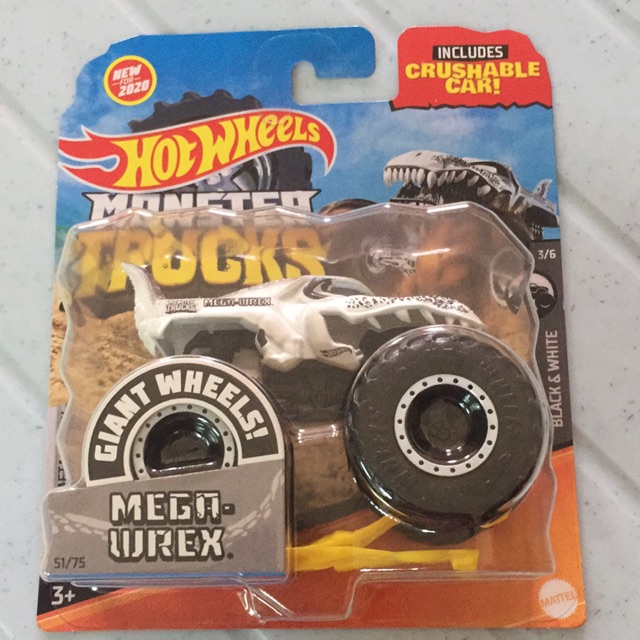 NEW
FOR
2020
INCLUDES
CRUSHABLE
CAR!
HOT WHEELS
MONSTER
TRUCKS
3/6
BLACK & WHITE
MEGA-WREX
GIANT WHEELS!
MEGA-
WREX
51/75
3+
MATTEL